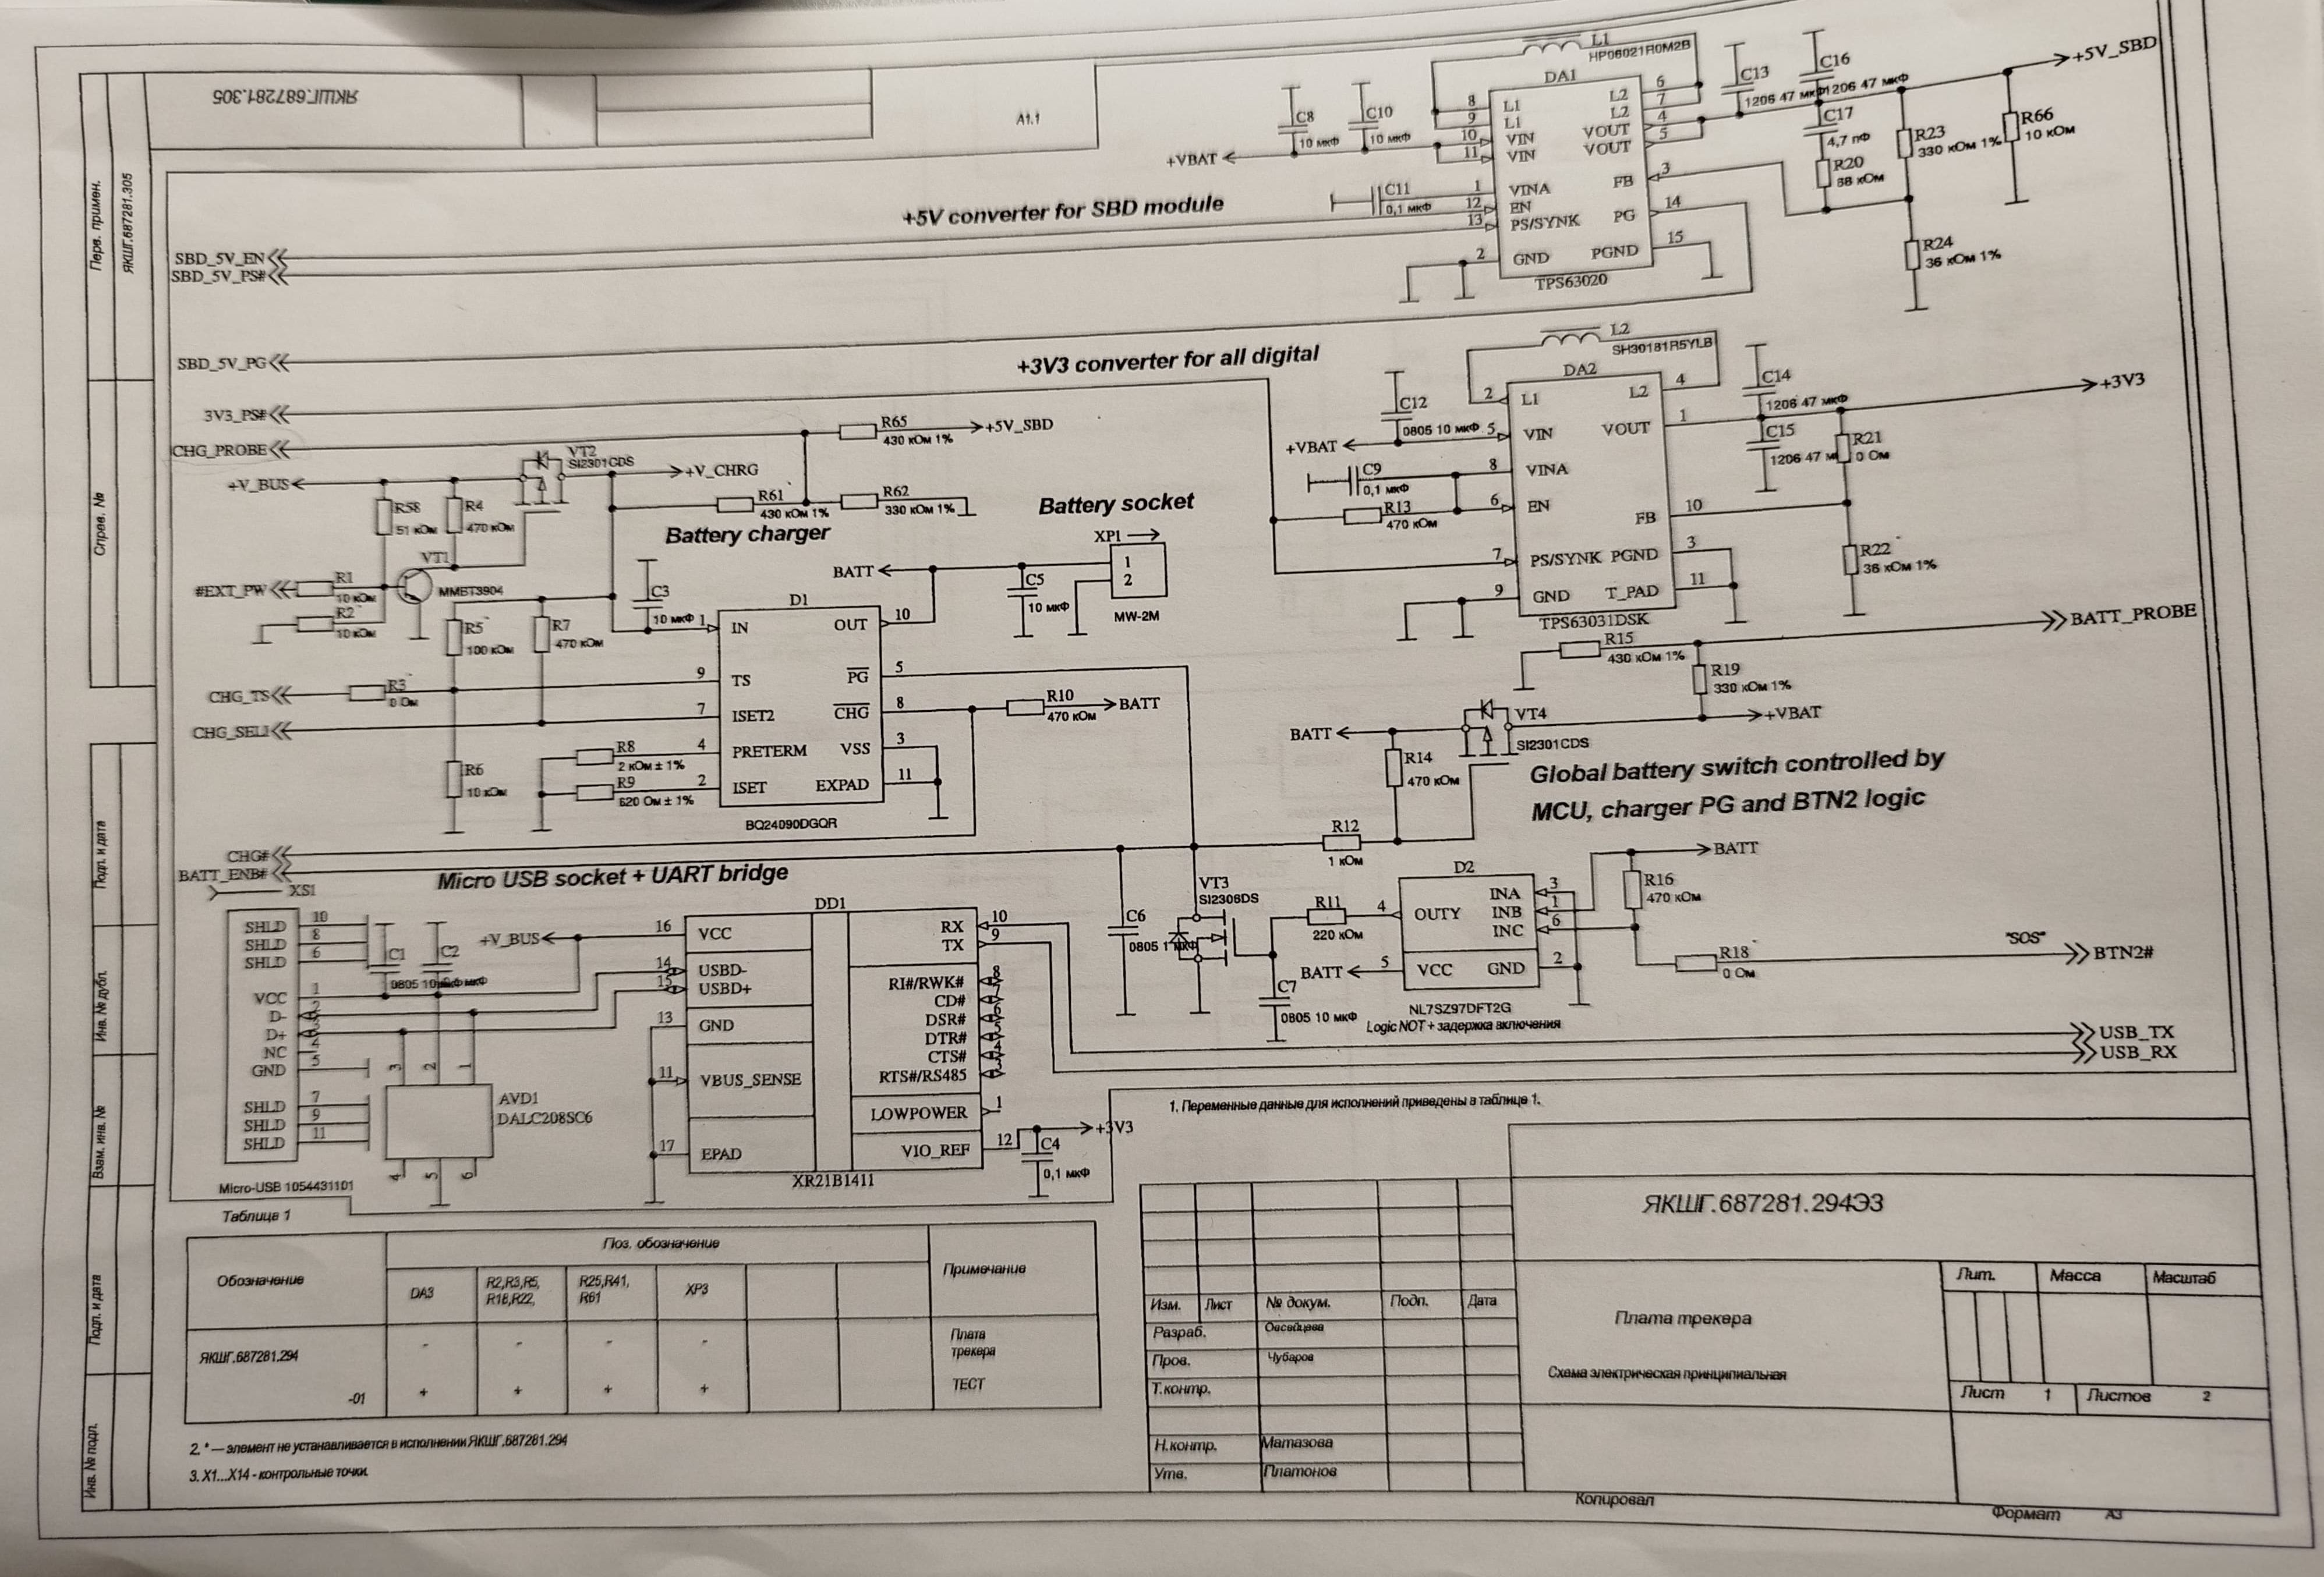 ЯКШГ.687281.305
А1.1
Перв. примен.
ЯКШГ.687281.305
Справ. №
Подп. и дата
Инв. № дубл.
Взам. инв. №
Подп. и дата
Инв. № подл.
+5V converter for SBD module
SBD_5V_EN
SBD_5V_PS#
SBD_5V_PG
L1
HP06021R0M2B
DA1
8 L1
9 L1
10 VIN
11 VIN
1 VINA
12 EN
13 PS/SYNK
2 GND
L2 6
L2 7
VOUT 4
VOUT 5
FB 3
PG 14
PGND 15
TPS63020
+VBAT
C8
10 мкФ
C10
10 мкФ
C11
0,1 мкФ
C13
1206 47 мкФ
C16
1206 47 мкФ
C17
4,7 пФ
R20
68 кОм
R23
330 кОм 1%
R66
10 кОм
R24
36 кОм 1%
+5V_SBD
+3V3 converter for all digital
3V3_PS#
CHG_PROBE
R65
430 кОм 1%
+5V_SBD
L2
SH30181R5YLB
DA2
2 L1
5 VIN
8 VINA
6 EN
7 PS/SYNK
9 GND
L2 4
VOUT 1
FB 10
PGND 3
T_PAD 11
TPS63031DSK
C12
0805 10 мкФ
+VBAT
C9
0,1 мкФ
R13
470 кОм
C14
1206 47 мкФ
C15
R21
0 Ом
R22
36 кОм 1%
+3V3
+V_BUS
VT2
SI2301CDS
+V_CHRG
R58
51 кОм
R4
470 кОм
R61
430 кОм 1%
R62
330 кОм 1%
Battery charger
Battery socket
XP1
1
2
MW-2M
BATT
C5
10 мкФ
VT1
MMBT3904
#EXT_PW
R1
10 кОм
R2*
10 кОм
R5*
100 кОм
R7
470 кОм
C3
10 мкФ
D1
1 IN
9 TS
7 ISET2
4 PRETERM
2 ISET
OUT 10
PG 5
CHG 8
VSS 3
EXPAD 11
BQ24090DGQR
CHG_TS
R3*
0 Ом
CHG_SEL1
R8
2 кОм ± 1%
R9
620 Ом ± 1%
R6
10 кОм
R10
470 кОм
BATT
CHG#
BATT_ENB#
R15
430 кОм 1%
BATT_PROBE
R19
330 кОм 1%
BATT
VT4
SI2301CDS
+VBAT
R14
470 кОм
Global battery switch controlled by
MCU, charger PG and BTN2 logic
R12
1 кОм
VT3
SI2306DS
C6
R11
220 кОм
D2
4 OUTY
INA 3
INB 1
INC 6
5 VCC
GND 2
BATT
NL7SZ97DFT2G
Logic NOT + задержка включения
C7
0805 10 мкФ
BATT
R16
470 кОм
R18*
0 Ом
"SOS"
BTN2#
USB_TX
USB_RX
Micro USB socket + UART bridge
XS1
SHLD 10
SHLD 8
SHLD 6
VCC 1
D- 2
D+ 3
NC 4
GND 5
SHLD 7
SHLD 9
SHLD 11
Micro-USB 1054431101
C1
C2
+V_BUS
3 2 1
4 5 6
AVD1
DALC208SC6
DD1
16 VCC
14 USBD-
15 USBD+
13 GND
11 VBUS_SENSE
17 EPAD
RX 10
TX 9
RI#/RWK# 8
CD# 7
DSR# 6
DTR# 5
CTS# 4
RTS#/RS485
LOWPOWER 1
VIO_REF 12
XR21B1411
C4
0,1 мкФ
+3V3
1. Переменные данные для исполнений приведены в таблице 1.
Таблица 1
Обозначение
Поз. обозначение
Примечание
DA3
R2,R3,R5,
R18,R22,
R25,R41,
R61
XP3
ЯКШГ.687281.294
- - - -
Плата
трекера
-01
+ + + +
ТЕСТ
2. * — элемент не устанавливается в исполнении ЯКШГ.687281.294
3. X1...X14 - контрольные точки.
ЯКШГ.687281.294Э3
Изм. Лист № докум. Подп. Дата
Разраб.
Пров. Чубаров
Т.контр.
Н.контр. Матазова
Утв. Платонов
Плата трекера
Схема электрическая принципиальная
Лит. Масса Масштаб
Лист 1 Листов 2
Копировал
Формат А3